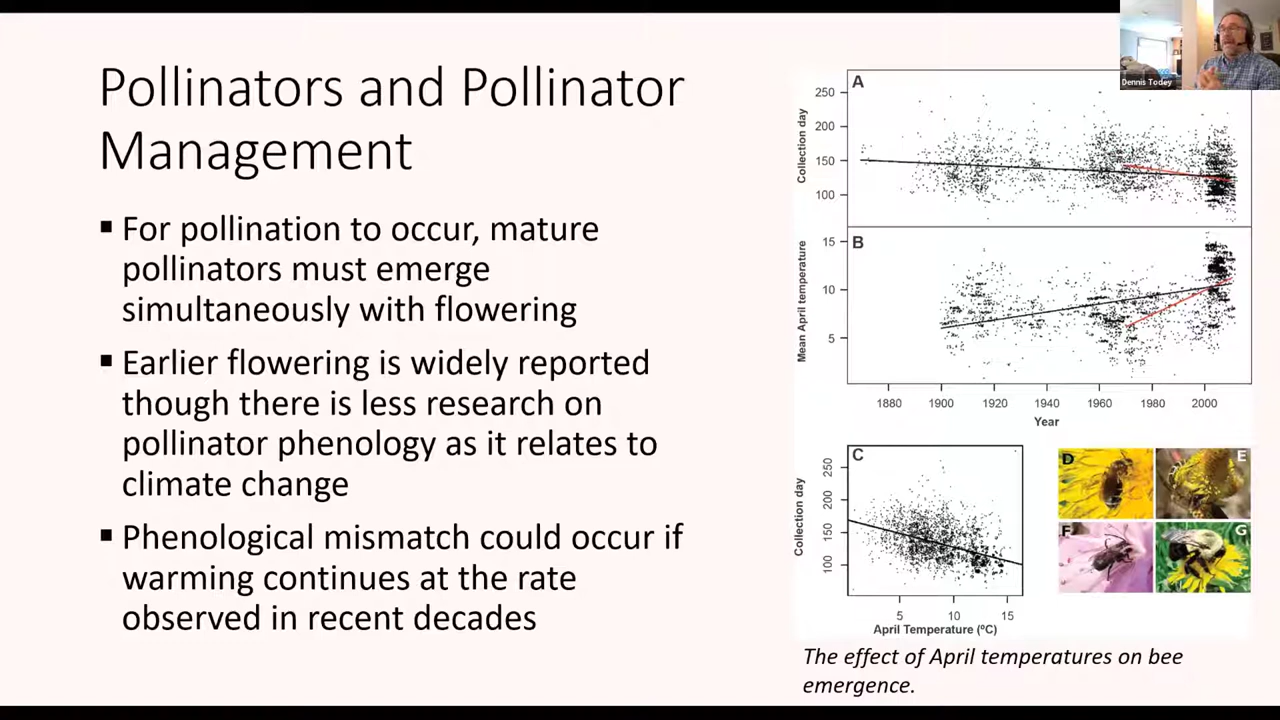 Pollinators and Pollinator
Management
▪ For pollination to occur, mature
pollinators must emerge
simultaneously with flowering
▪ Earlier flowering is widely reported
though there is less research on
pollinator phenology as it relates to
climate change
▪ Phenological mismatch could occur if
warming continues at the rate
observed in recent decades
Dennis Todey
A
Collection day
250
200
150
100
B
Mean April temperature
15
10
5
1880 1900 1920 1940 1960 1980 2000
Year
C
Collection day
250
200
150
100
5 10 15
April Temperature (ºC)
D
E
F
G
The effect of April temperatures on bee
emergence.